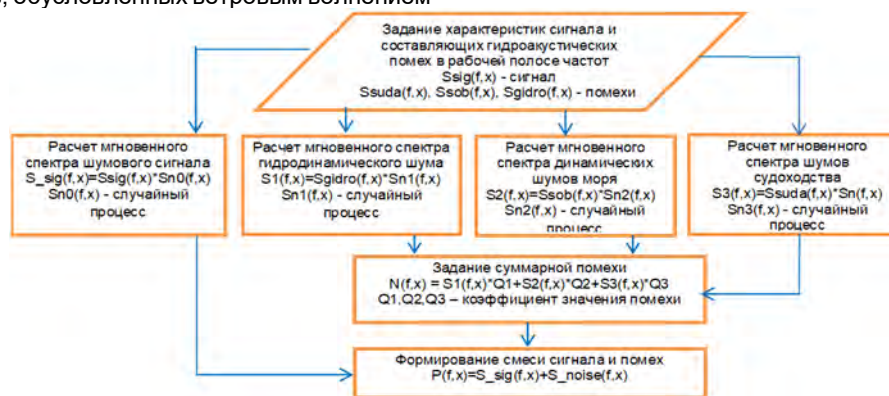 , обусловленных ветровым волнением
Задание характеристик сигнала и
составляющих гидроакустических
помех в рабочей полосе частот
Ssig(f,x) - сигнал
Ssuda(f,x), Ssob(f,x), Sgidro(f,x) - помехи
Расчет мгновенного
спектра шумового сигнала
S_sig(f,x)=Ssig(f,x)*Sn0(f,x)
Sn0(f,x) - случайный
процесс
Расчет мгновенного спектра
гидродинамического шума
S1(f,x)=Sgidro(f,x)*Sn1(f,x)
Sn1(f,x) - случайный
процесс
Расчет мгновенного
спектра динамических
шумов моря
S2(f,x)=Ssob(f,x)*Sn2(f,x)
Sn2(f,x) - случайный
процесс
Расчет мгновенного
спектра шумов
судоходства
S3(f,x)=Ssuda(f,x)*Sn(f,x)
Sn3(f,x) - случайный
процесс
Задание суммарной помехи
N(f,x) = S1(f,x)*Q1+S2(f,x)*Q2+S3(f,x)*Q3
Q1,Q2,Q3 – коэффициент значения помехи
Формирование смеси сигнала и помех
P(f,x)=S_sig(f,x)+S_noise(f,x)